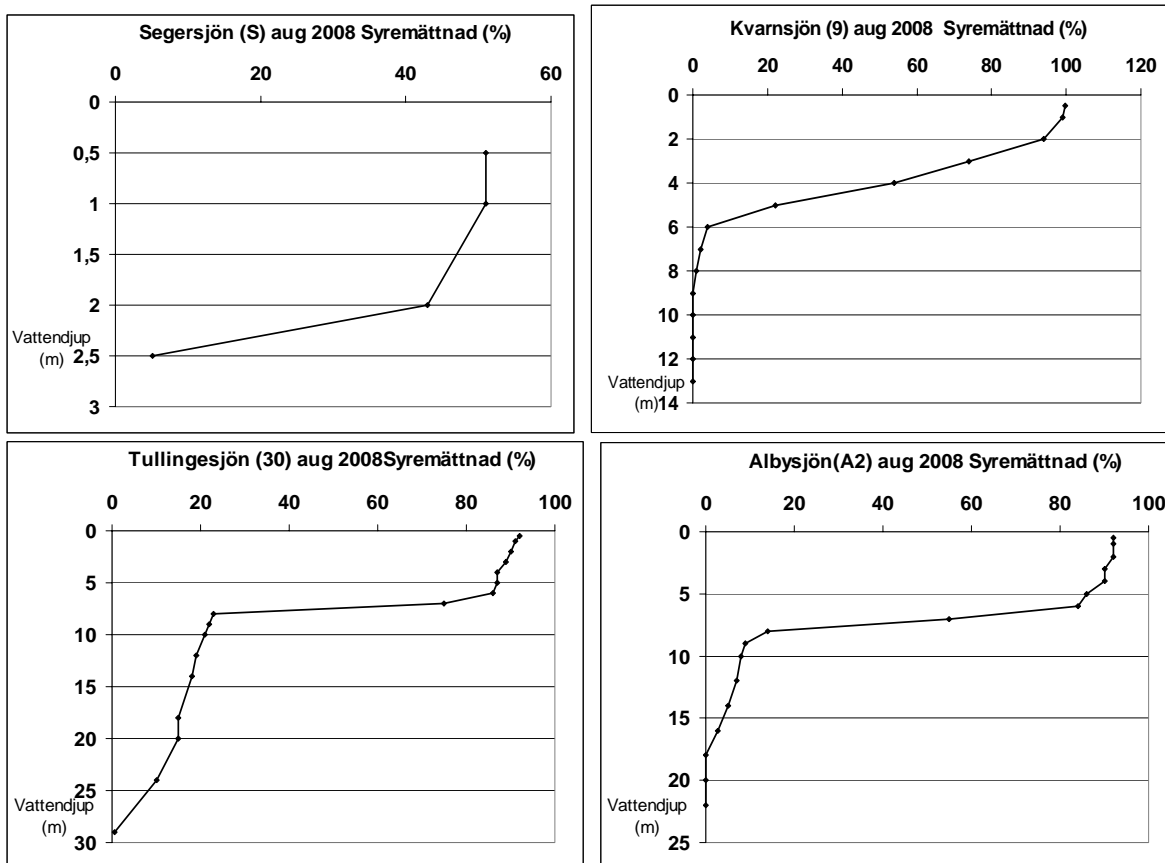 Segersjön (S) aug 2008 Syremättnad (%)
0 20 40 60
0
0,5
1
1,5
2
2,5
3
Vattendjup
(m)
Kvarnsjön (9) aug 2008 Syremättnad (%)
0 20 40 60 80 100 120
0
2
4
6
8
10
12
14
Vattendjup
(m)
Tullingesjön (30) aug 2008Syremättnad (%)
0 20 40 60 80 100
0
5
10
15
20
25
30
Vattendjup
(m)
Albysjön(A2) aug 2008 Syremättnad (%)
0 20 40 60 80 100
0
5
10
15
20
25
Vattendjup
(m)